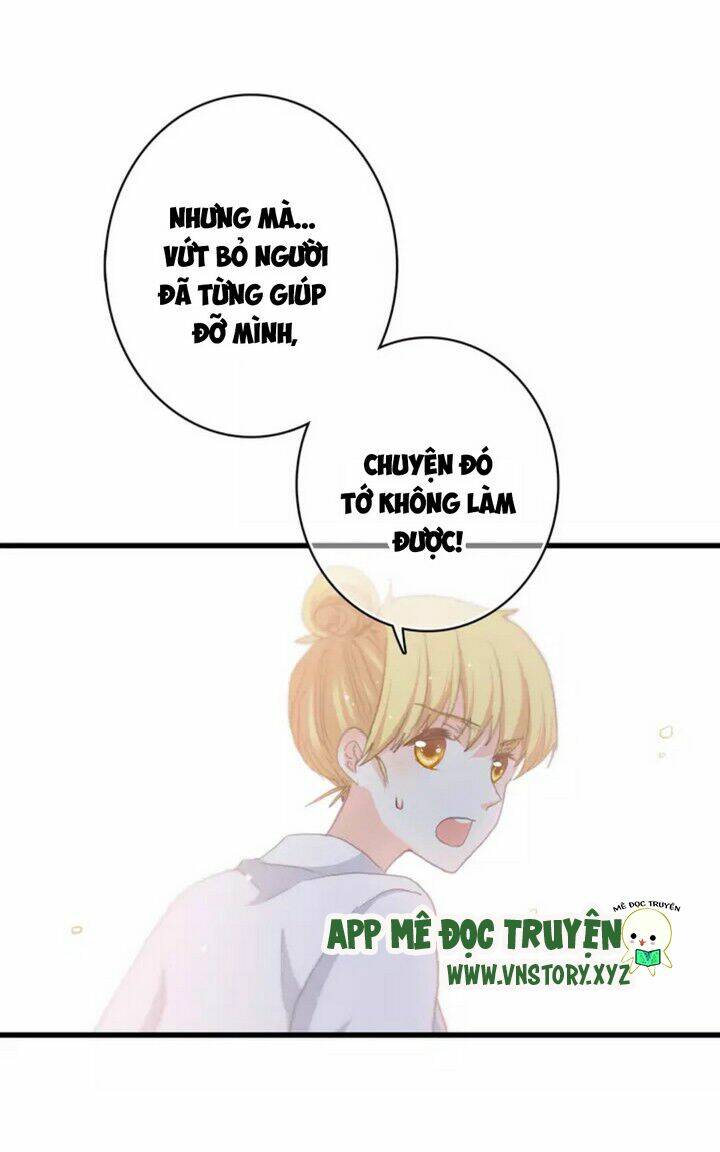 NHƯNG MÀ...
VỨT BỎ NGƯỜI
ĐÃ TỪNG GIÚP
ĐỠ MÌNH,
CHUYỆN ĐÓ
TỚ KHÔNG LÀM
ĐƯỢC!
MÊ ĐỌC TRUYỆN
APP MÊ ĐỌC TRUYỆN
WWW.VNSTORY.XYZ